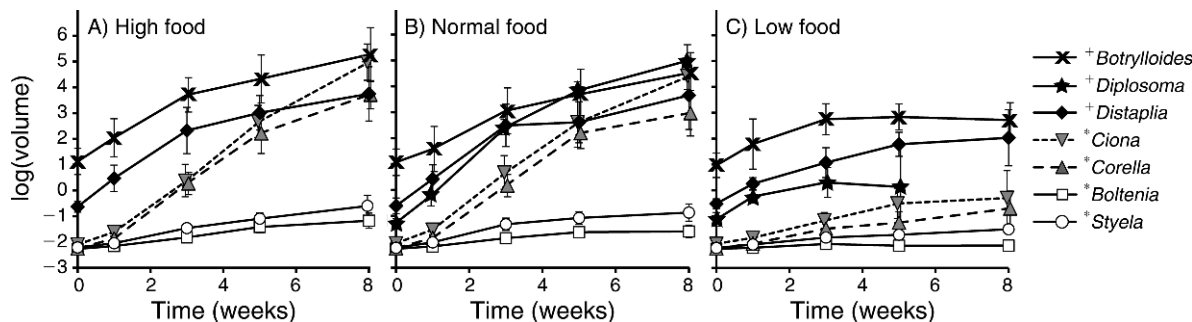 A) High food
B) Normal food
C) Low food
log(volume)
6
5
4
3
2
1
0
−1
−2
−3
0 2 4 6 8
0 2 4 6 8
0 2 4 6 8
Time (weeks)
Time (weeks)
Time (weeks)
+Botrylloides
+Diplosoma
+Distaplia
*Ciona
*Corella
*Boltenia
*Styela